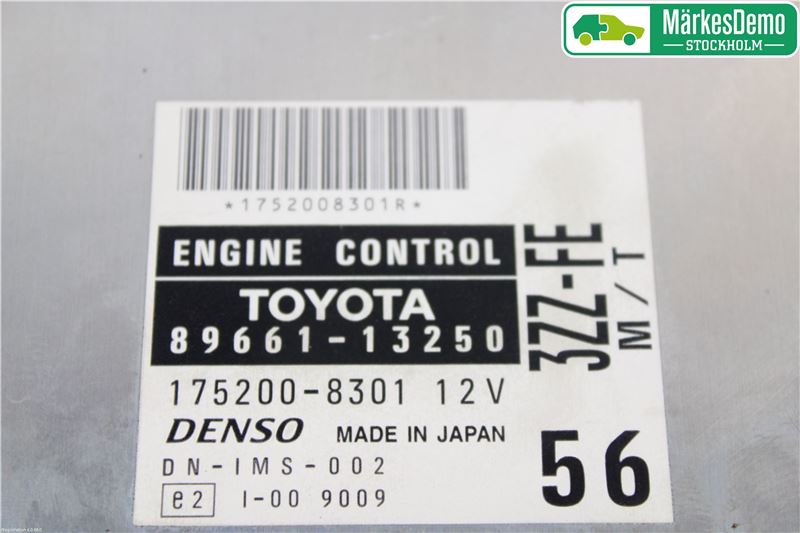 MärkesDemo
STOCKHOLM
*1752008301R*
ENGINE CONTROL
TOYOTA
89661-13250
3ZZ-FE
M/T
175200-8301 12V
DENSO MADE IN JAPAN
56
DN-IMS-002
e2 I-00 9009